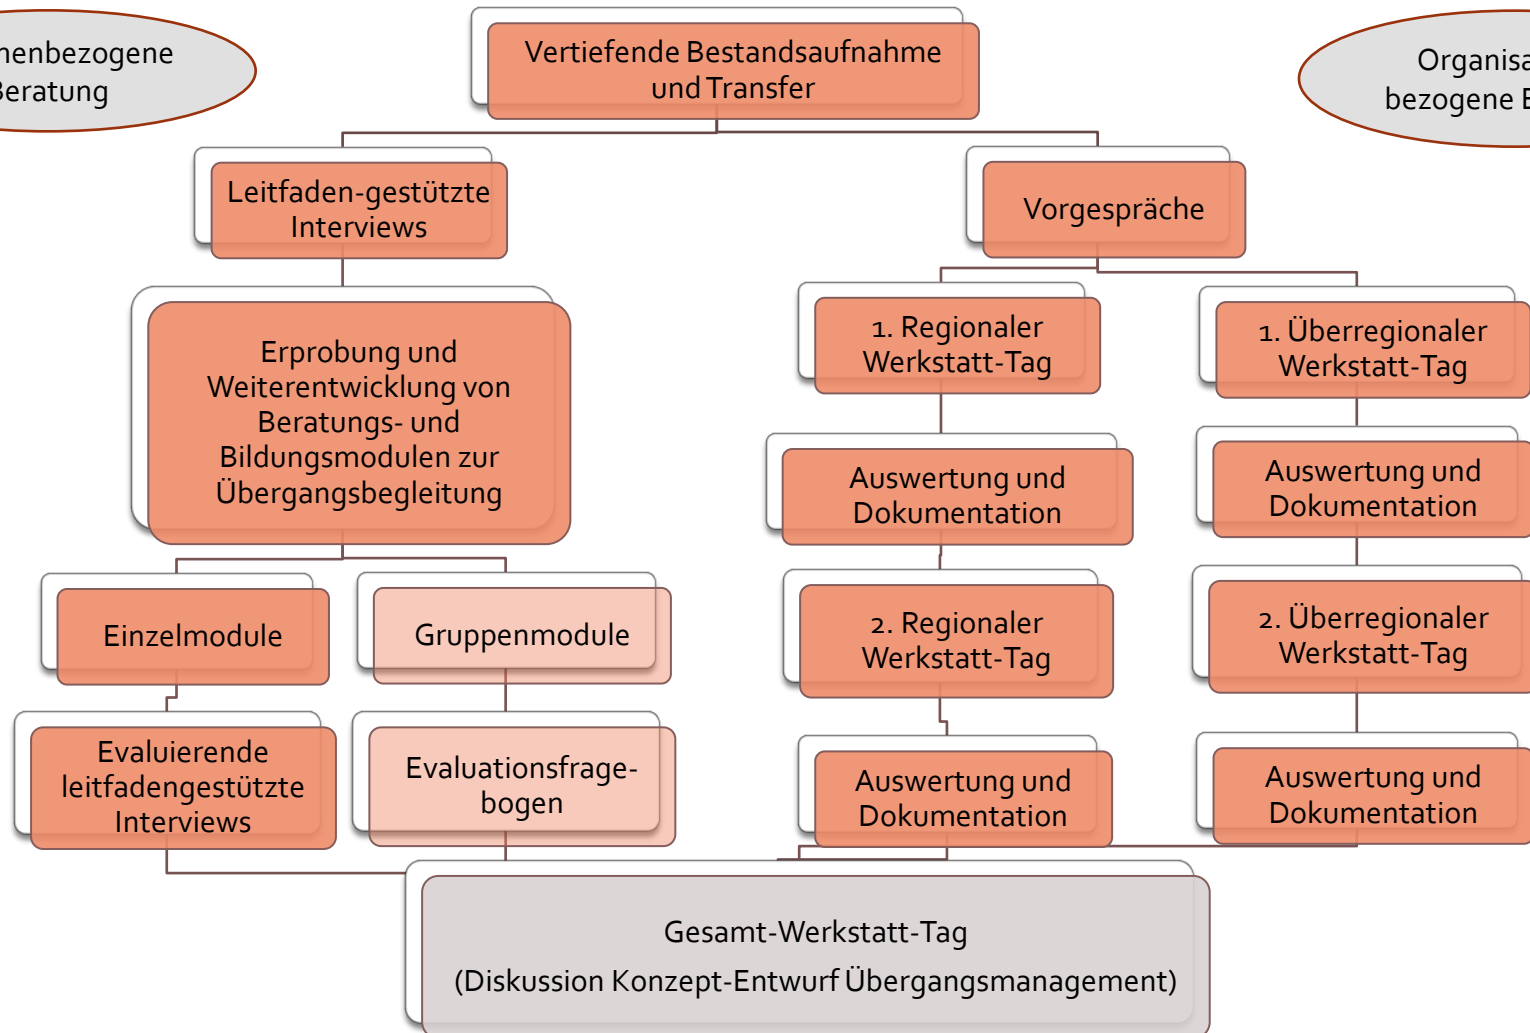 menbezogene
Beratung
Vertiefende Bestandsaufnahme
und Transfer
Organisa
bezogene B
Leitfaden-gestützte
Interviews
Vorgespräche
Erprobung und
Weiterentwicklung von
Beratungs- und
Bildungsmodulen zur
Übergangsbegleitung
1. Regionaler
Werkstatt-Tag
1. Überregionaler
Werkstatt-Tag
Auswertung und
Dokumentation
Auswertung und
Dokumentation
Einzelmodule
Gruppenmodule
2. Regionaler
Werkstatt-Tag
2. Überregionaler
Werkstatt-Tag
Evaluierende
leitfadengestützte
Interviews
Evaluationsfrage-
bogen
Auswertung und
Dokumentation
Auswertung und
Dokumentation
Gesamt-Werkstatt-Tag
(Diskussion Konzept-Entwurf Übergangsmanagement)